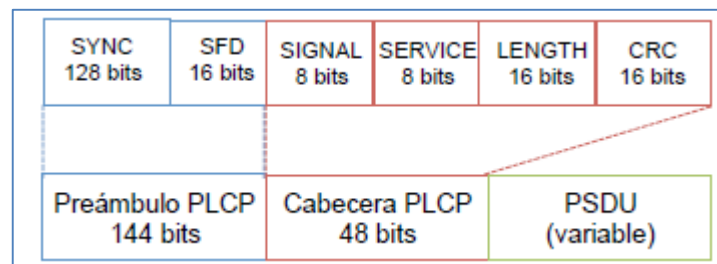 SYNC
128 bits
SFD
16 bits
SIGNAL
8 bits
SERVICE
8 bits
LENGTH
16 bits
CRC
16 bits
Preámbulo PLCP
144 bits
Cabecera PLCP
48 bits
PSDU
(variable)